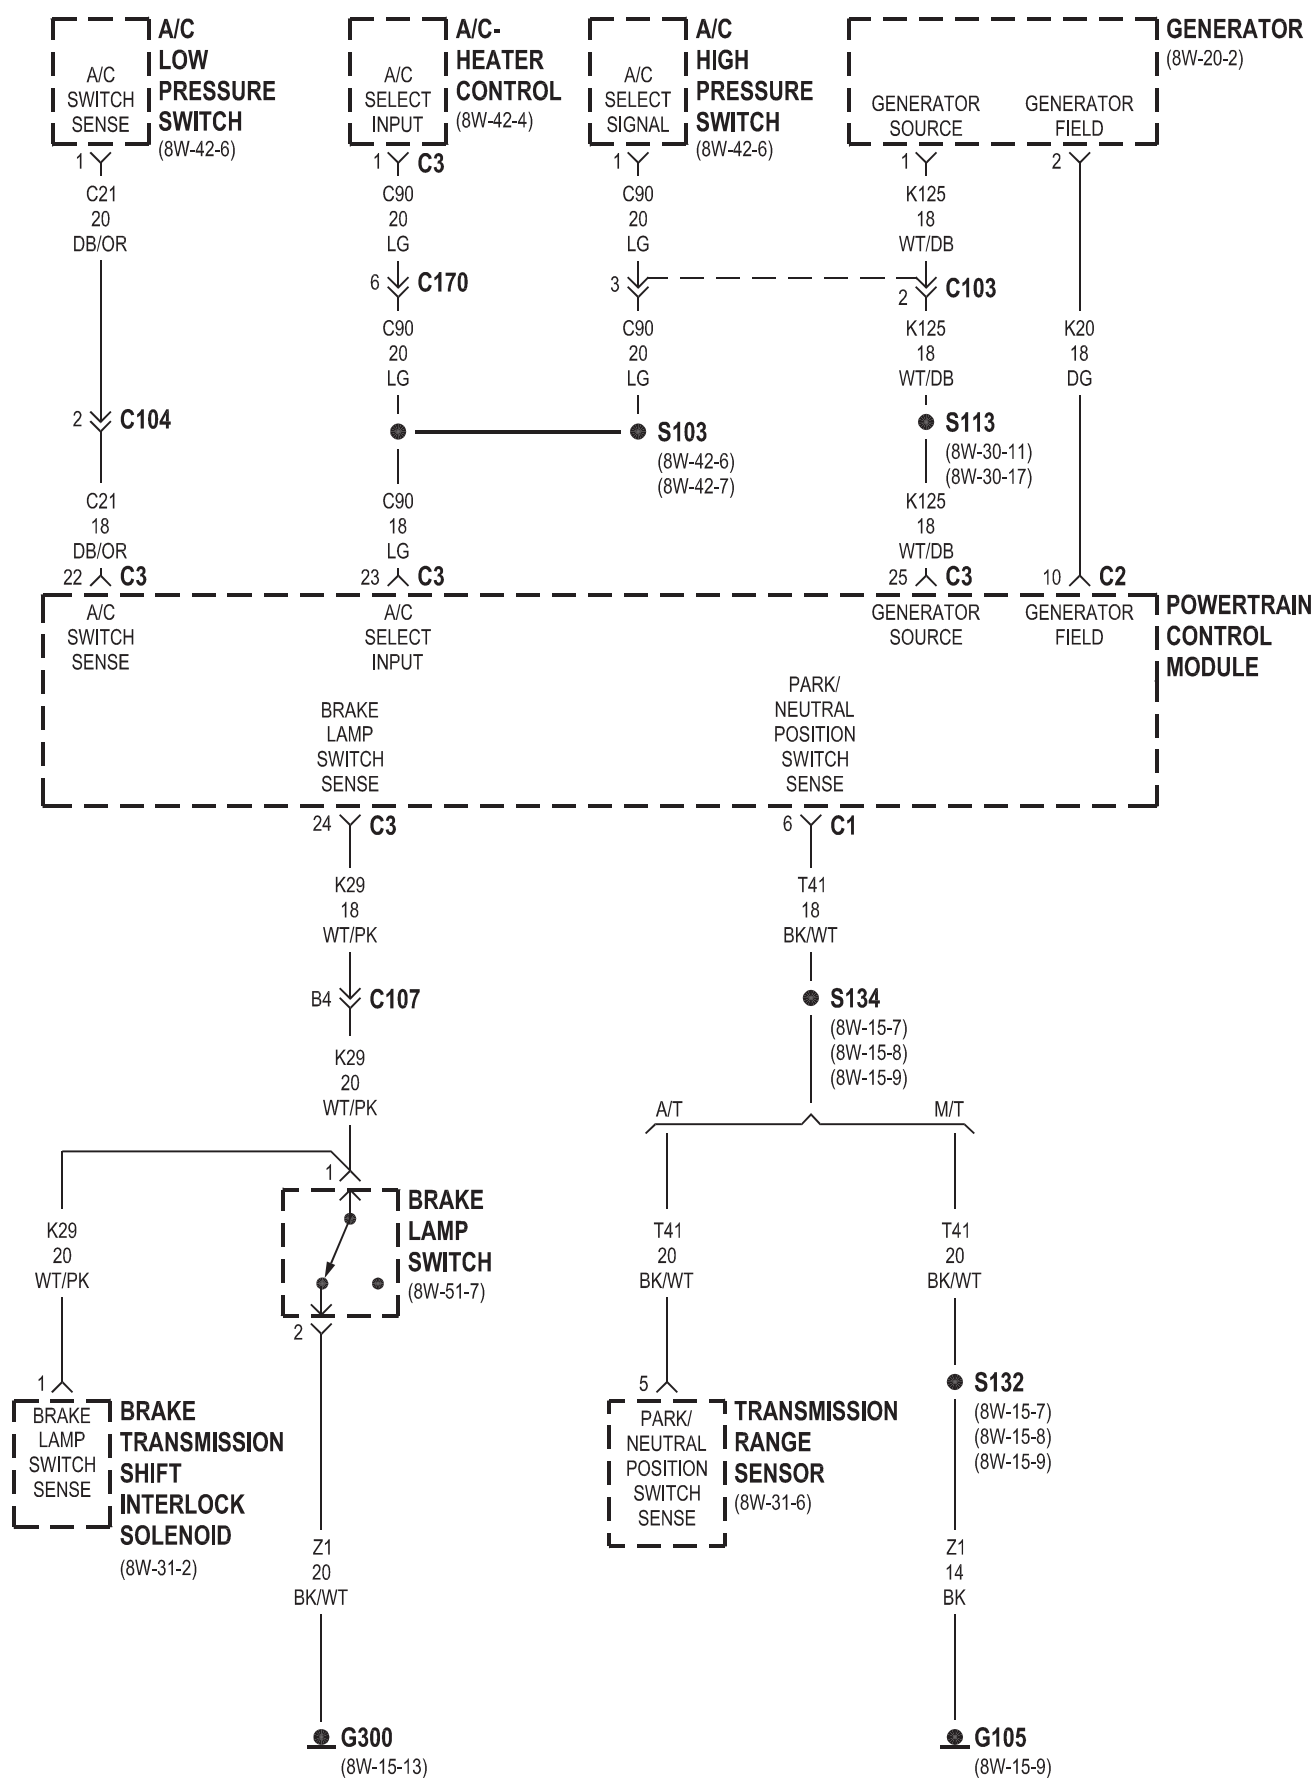 A/C
LOW
PRESSURE
SWITCH
(8W-42-6)
A/C
SWITCH
SENSE
1
C21
20
DB/OR
2
C104
C21
18
DB/OR
22
C3
A/C-
HEATER
CONTROL
(8W-42-4)
A/C
SELECT
INPUT
1
C3
C90
20
LG
6
C170
C90
20
LG
C90
18
LG
23
C3
A/C
HIGH
PRESSURE
SWITCH
(8W-42-6)
A/C
SELECT
SIGNAL
1
C90
20
LG
3
C90
20
LG
S103
(8W-42-6)
(8W-42-7)
GENERATOR
(8W-20-2)
GENERATOR
SOURCE
GENERATOR
FIELD
1
K125
18
WT/DB
2
C103
K125
18
WT/DB
S113
(8W-30-11)
(8W-30-17)
K125
18
WT/DB
25
C3
2
K20
18
DG
10
C2
POWERTRAIN
CONTROL
MODULE
A/C
SWITCH
SENSE
A/C
SELECT
INPUT
GENERATOR
SOURCE
GENERATOR
FIELD
BRAKE
LAMP
SWITCH
SENSE
PARK/
NEUTRAL
POSITION
SWITCH
SENSE
24
C3
K29
18
WT/PK
B4
C107
K29
20
WT/PK
1
BRAKE
LAMP
SWITCH
(8W-51-7)
2
K29
20
WT/PK
1
BRAKE
LAMP
SWITCH
SENSE
BRAKE
TRANSMISSION
SHIFT
INTERLOCK
SOLENOID
(8W-31-2)
Z1
20
BK/WT
G300
(8W-15-13)
6
C1
T41
18
BK/WT
S134
(8W-15-7)
(8W-15-8)
(8W-15-9)
A/T
M/T
T41
20
BK/WT
5
PARK/
NEUTRAL
POSITION
SWITCH
SENSE
TRANSMISSION
RANGE
SENSOR
(8W-31-6)
T41
20
BK/WT
S132
(8W-15-7)
(8W-15-8)
(8W-15-9)
Z1
14
BK
G105
(8W-15-9)